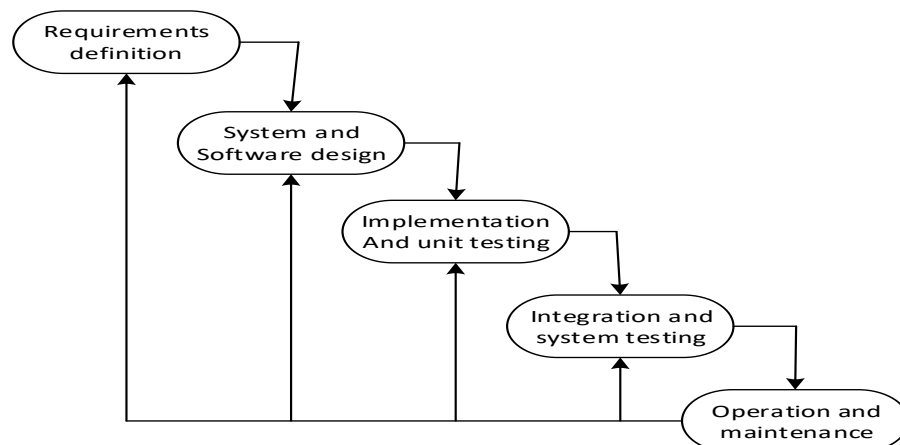 Requirements
definition
System and
Software design
Implementation
And unit testing
Integration and
system testing
Operation and
maintenance